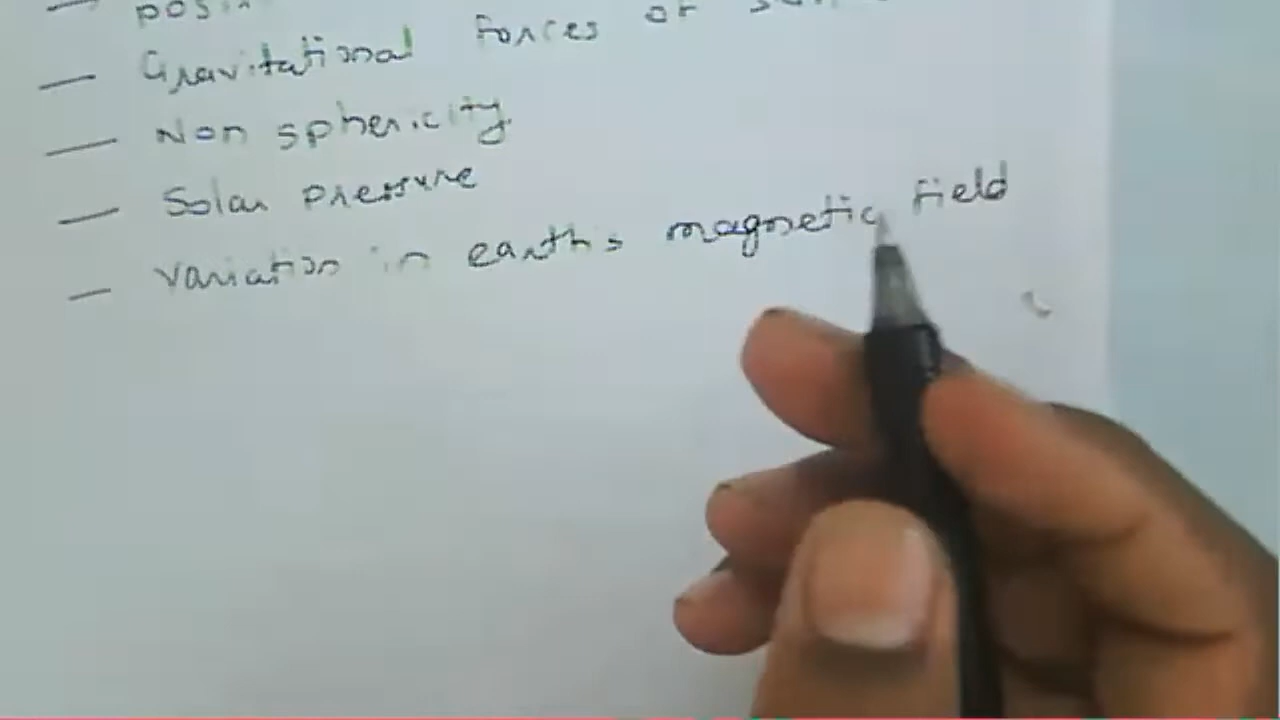 — Gravitational forces of
— Non sphericity
— Solar pressure
— variation in earth's magnetic field